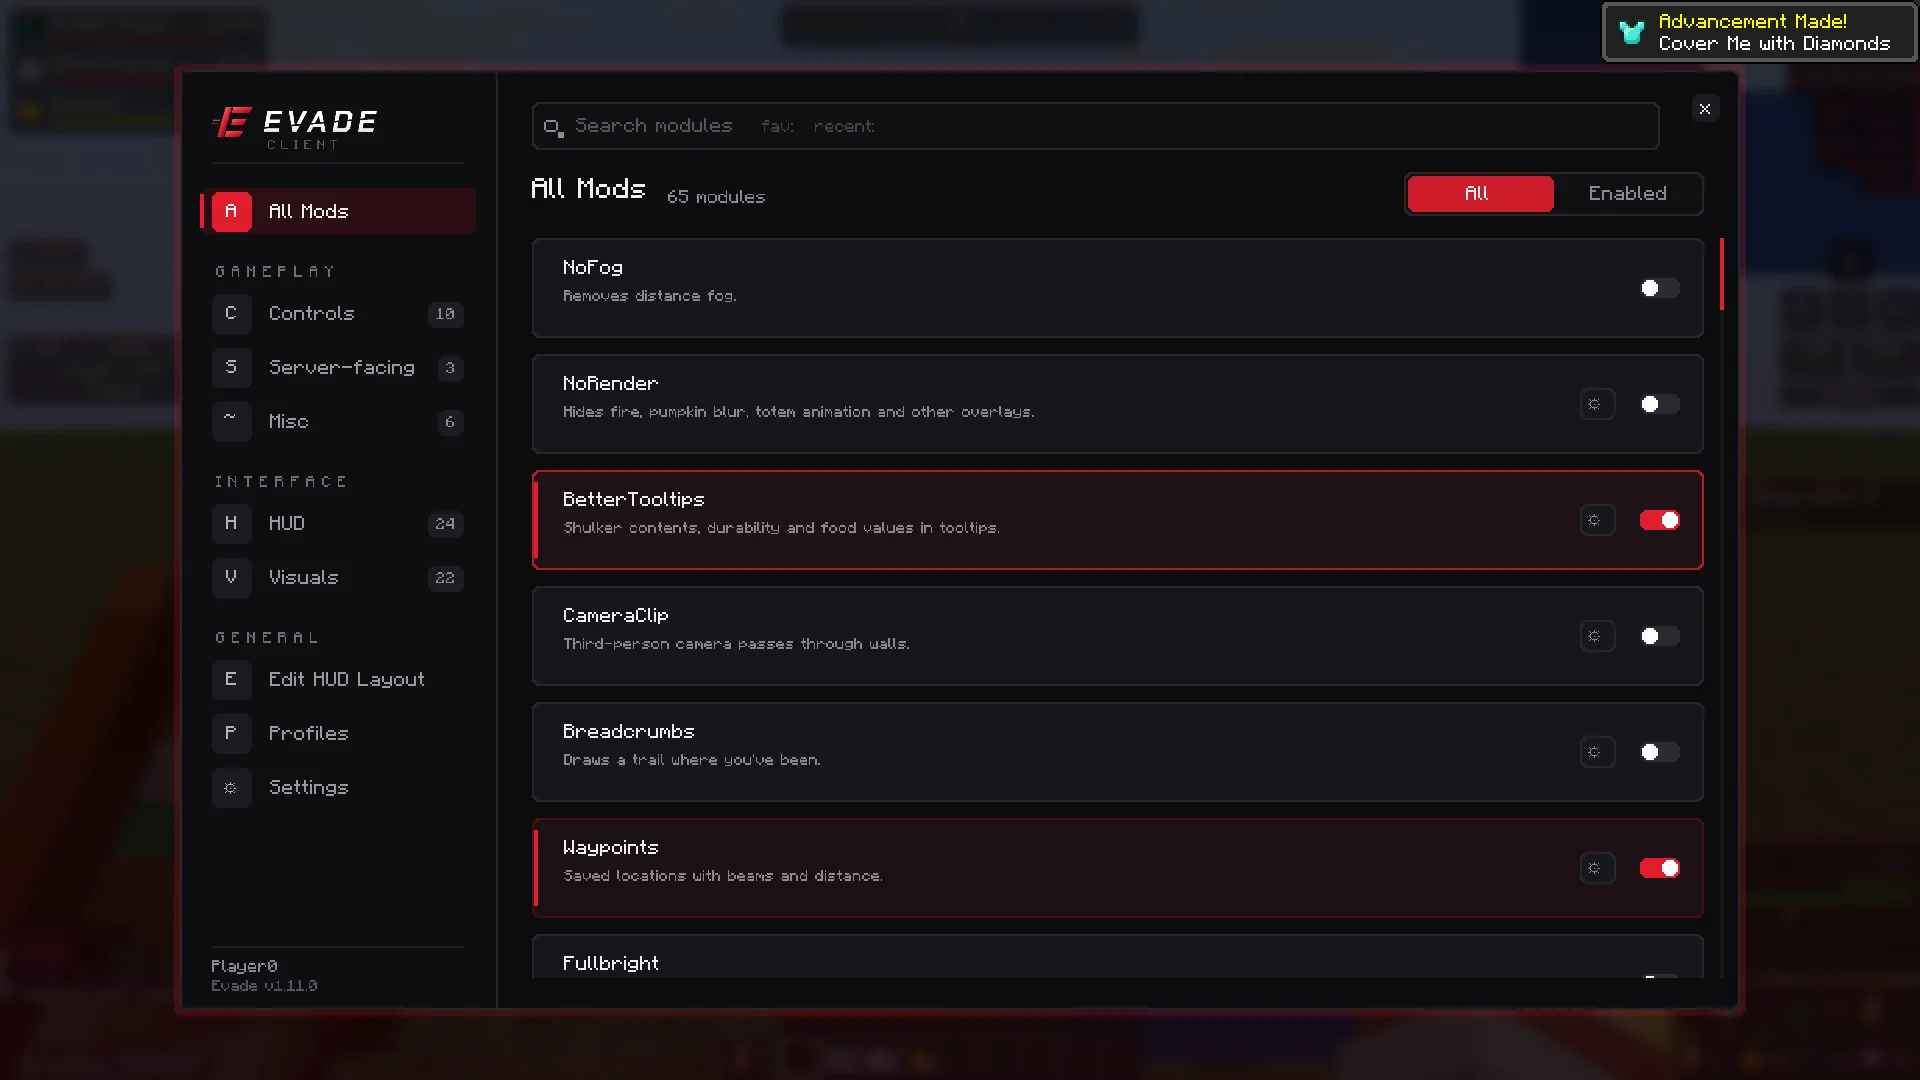 Advancement Made!
Cover Me with Diamonds
EVADE
CLIENT
A All Mods
GAMEPLAY
C Controls 10
S Server-facing 3
~ Misc 6
INTERFACE
H HUD 24
V Visuals 22
GENERAL
E Edit HUD Layout
P Profiles
Settings
Player0
Evade v1.11.0
Search modules fav: recent:
×
All Mods 65 modules
All Enabled
NoFog
Removes distance fog.
NoRender
Hides fire, pumpkin blur, totem animation and other overlays.
BetterTooltips
Shulker contents, durability and food values in tooltips.
CameraClip
Third-person camera passes through walls.
Breadcrumbs
Draws a trail where you've been.
Waypoints
Saved locations with beams and distance.
Fullbright